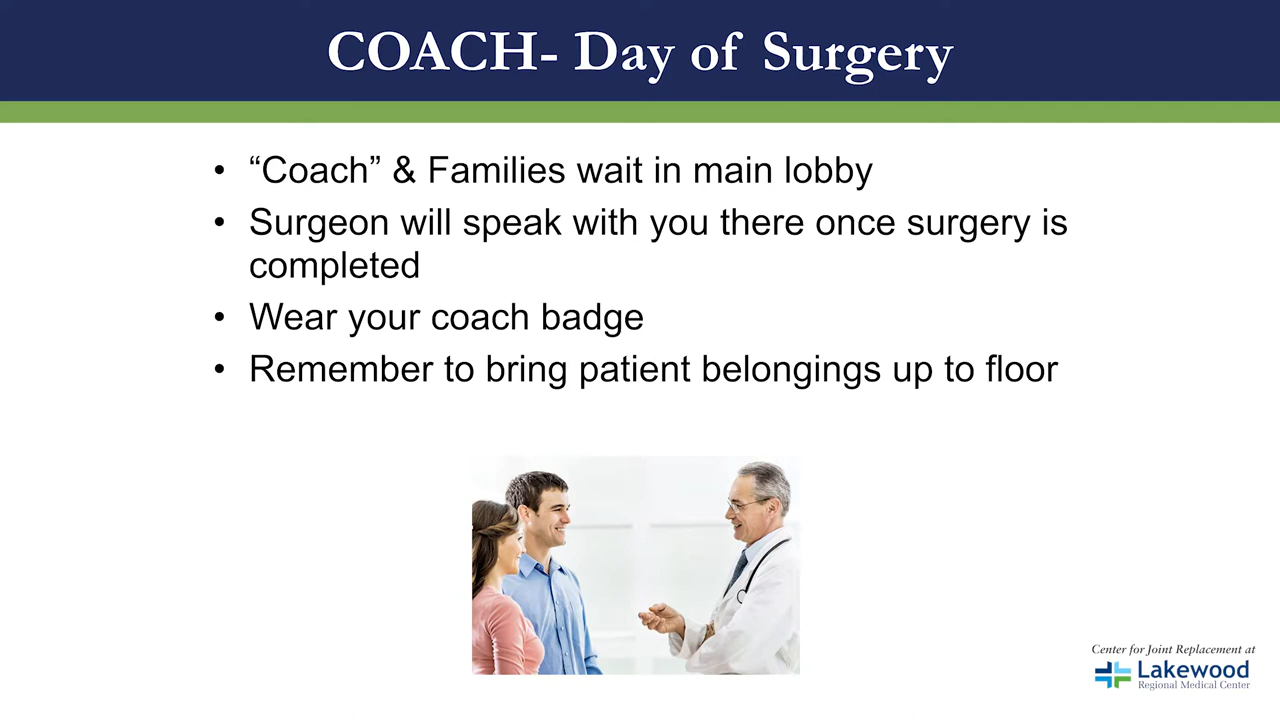 COACH- Day of Surgery
• “Coach” & Families wait in main lobby
• Surgeon will speak with you there once surgery is
completed
• Wear your coach badge
• Remember to bring patient belongings up to floor
Center for Joint Replacement at
Lakewood
Regional Medical Center